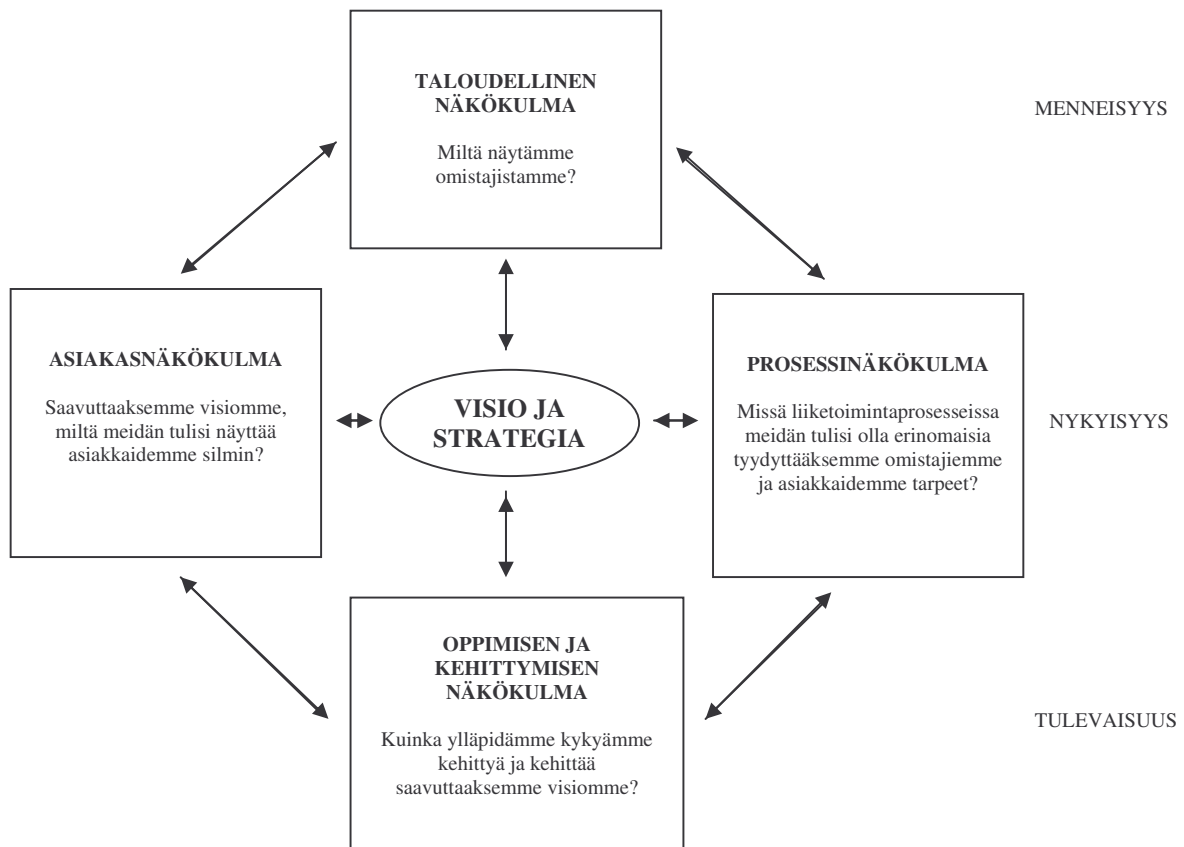 TALOUDELLINEN
NÄKÖKULMA
Miltä näytämme
omistajistamme?
MENNEISYYS
ASIAKASNÄKÖKULMA
Saavuttaaksemme visiomme,
miltä meidän tulisi näyttää
asiakkaidemme silmin?
VISIO JA
STRATEGIA
PROSESSINÄKÖKULMA
Missä liiketoimintaprosesseissa
meidän tulisi olla erinomaisia
tyydyttääksemme omistajiemme
ja asiakkaidemme tarpeet?
NYKYISYYS
OPPIMISEN JA
KEHITTYMISEN
NÄKÖKULMA
Kuinka ylläpidämme kykyämme
kehittyä ja kehittää
saavuttaaksemme visiomme?
TULEVAISUUS